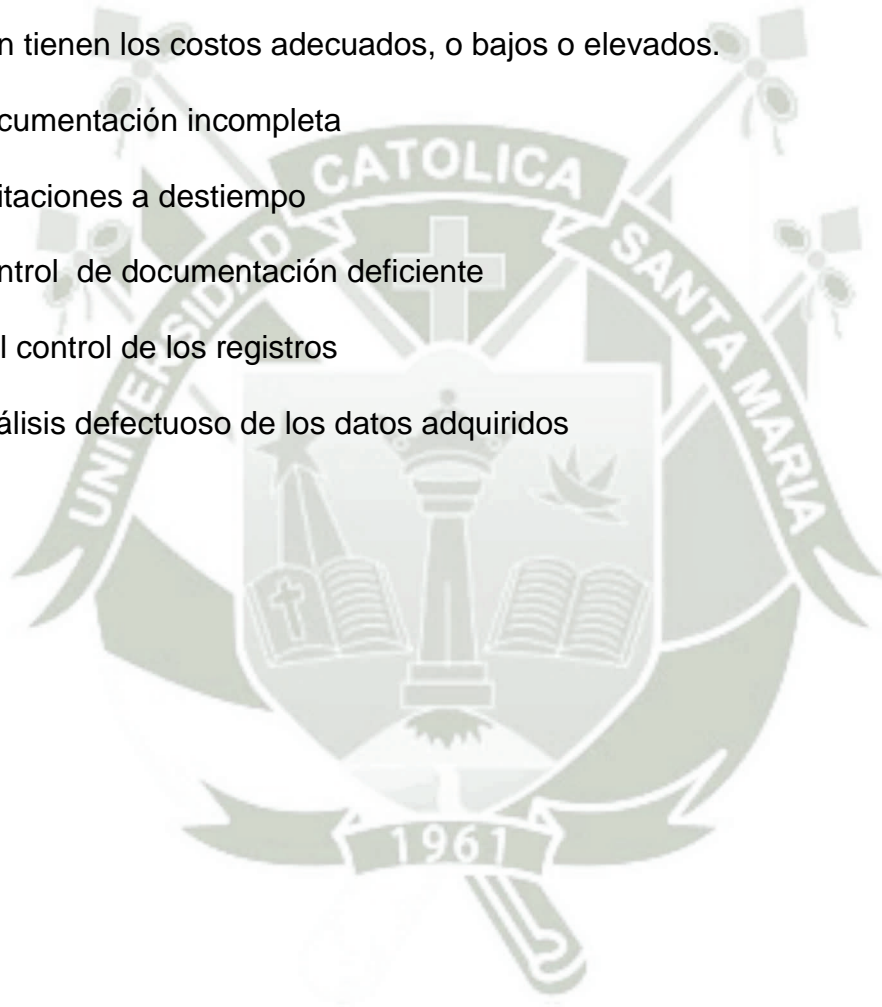 n tienen los costos adecuados, o bajos o elevados.
cumentación incompleta
itaciones a destiempo
ntrol de documentación deficiente
l control de los registros
álisis defectuoso de los datos adquiridos
UNIVERSIDAD CATOLICA SANTA MARIA
1961